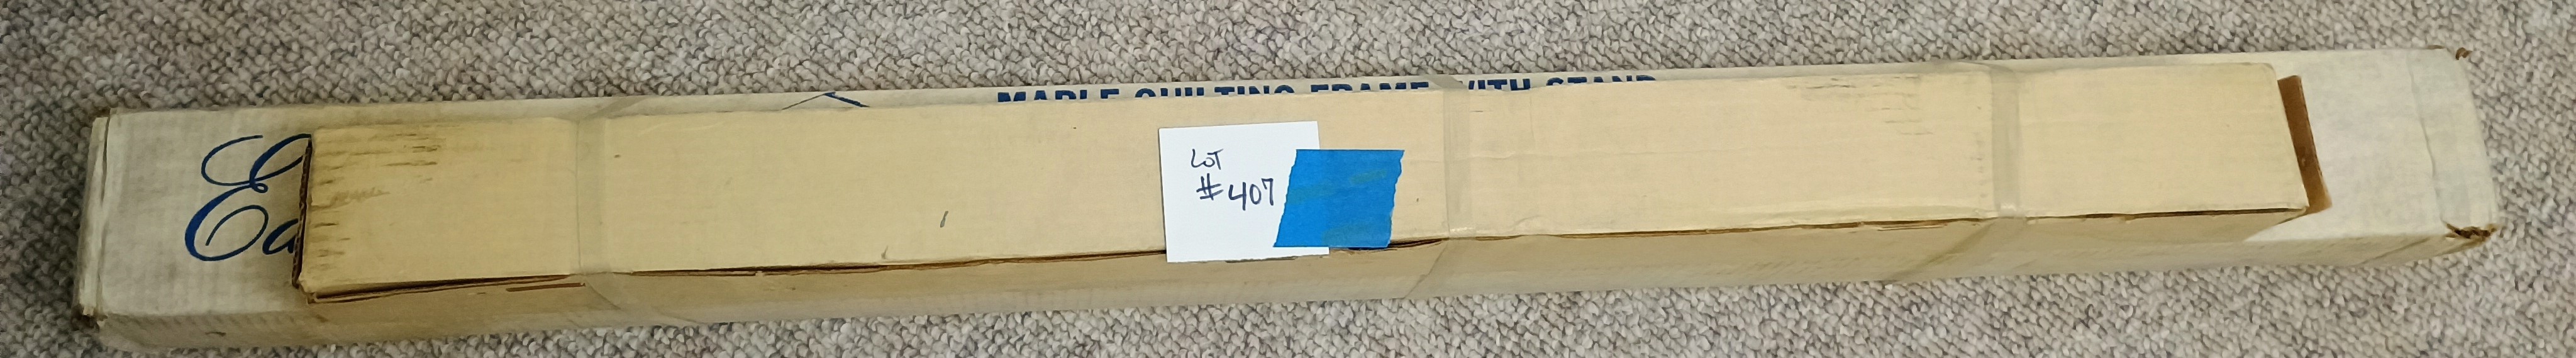 MAPLE QUILTING FRAME WITH STAND
LOT
#407